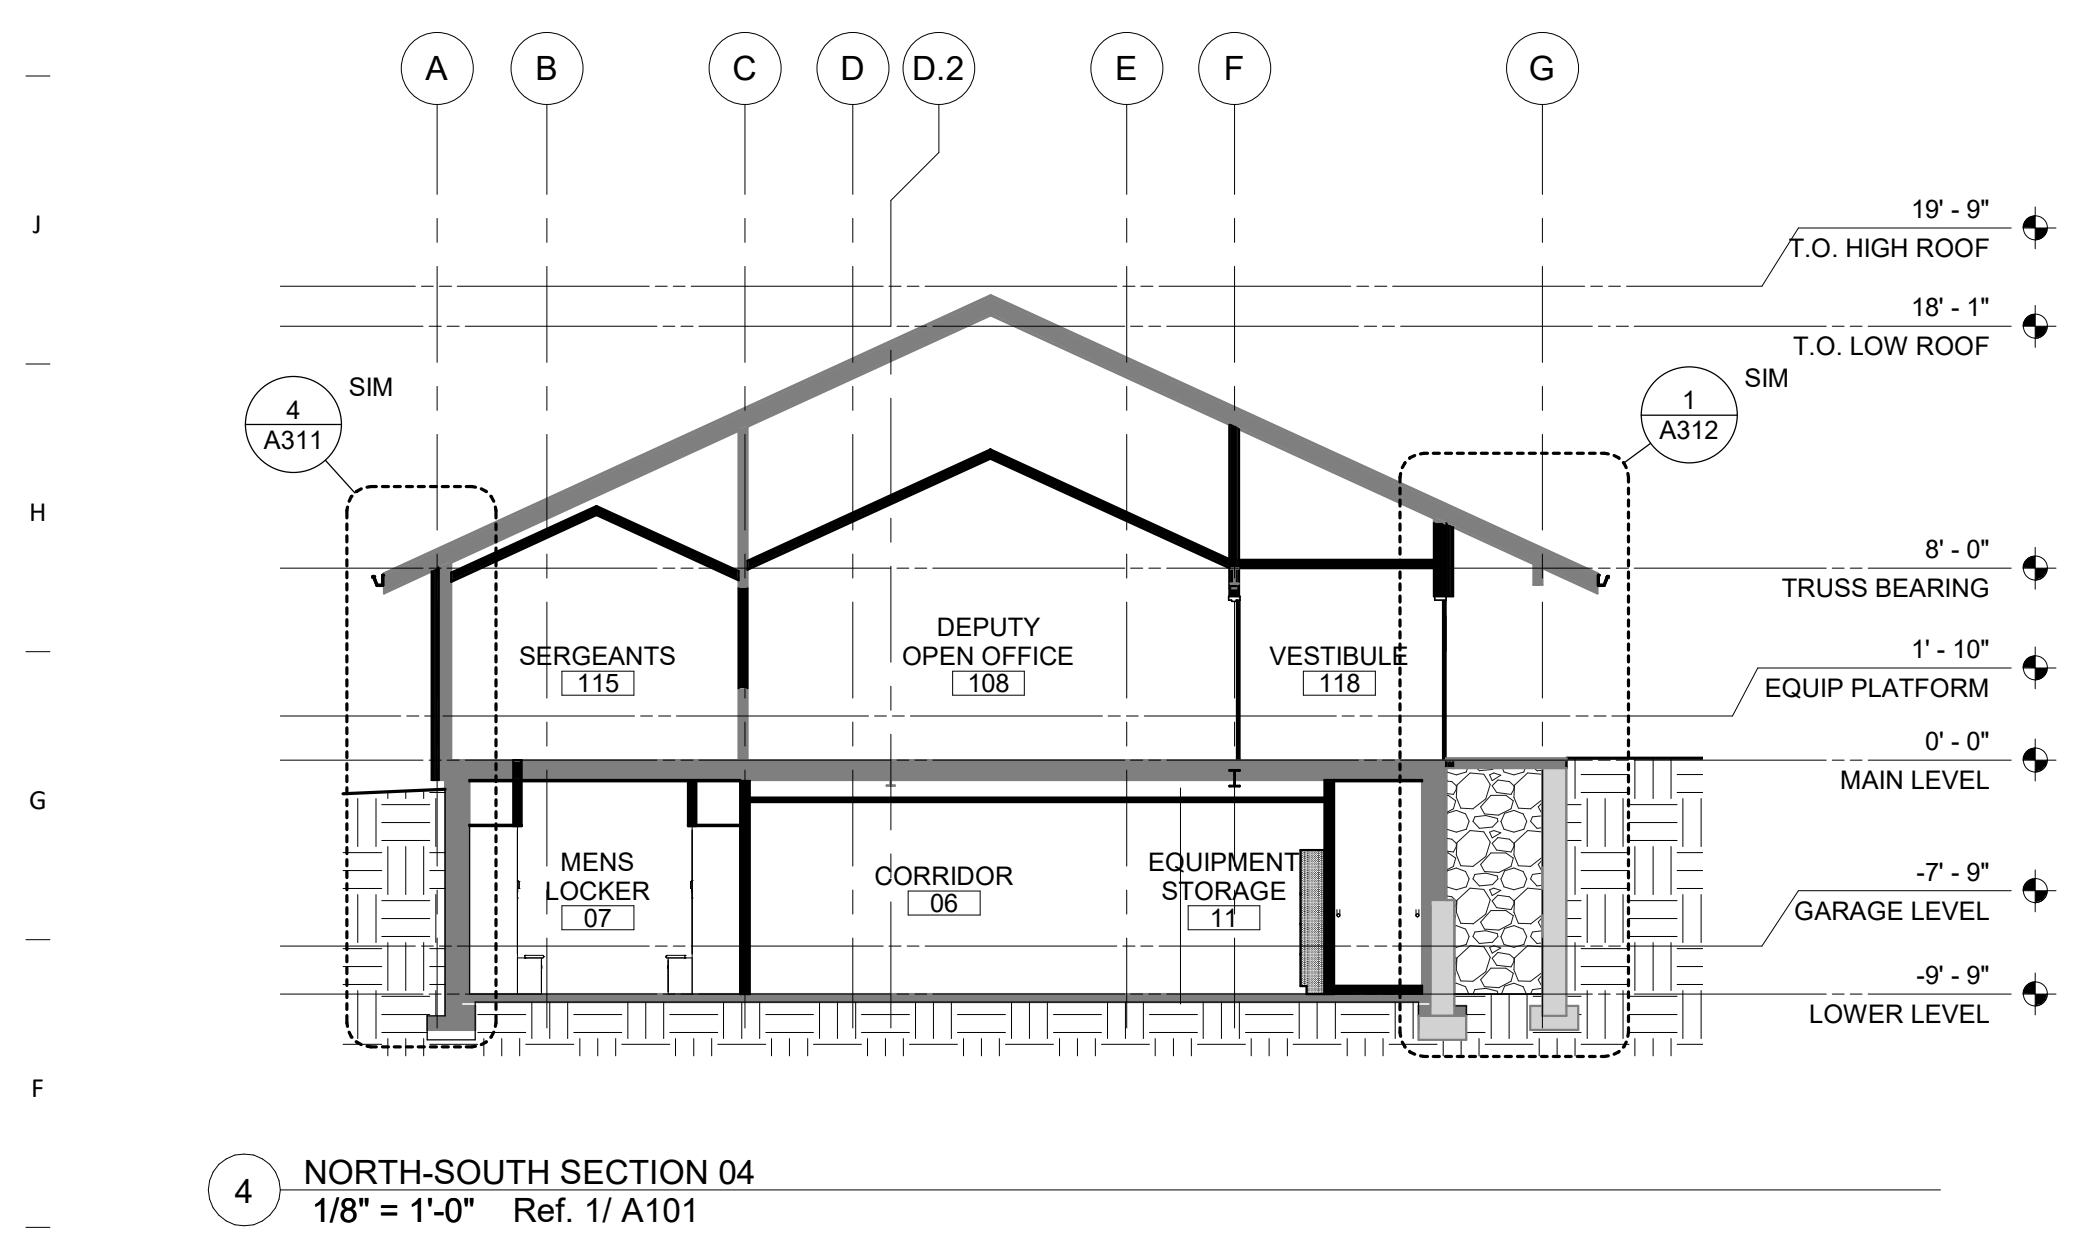 A B C D D.2 E F G
J
19' - 9"
T.O. HIGH ROOF
18' - 1"
T.O. LOW ROOF
4
A311
SIM
1
A312
SIM
H
8' - 0"
TRUSS BEARING
SERGEANTS
115
DEPUTY
OPEN OFFICE
108
VESTIBULE
118
1' - 10"
EQUIP PLATFORM
0' - 0"
MAIN LEVEL
G
MENS
LOCKER
07
CORRIDOR
06
EQUIPMENT
STORAGE
11
-7' - 9"
GARAGE LEVEL
-9' - 9"
LOWER LEVEL
F
4
NORTH-SOUTH SECTION 04
1/8" = 1'-0" Ref. 1/ A101